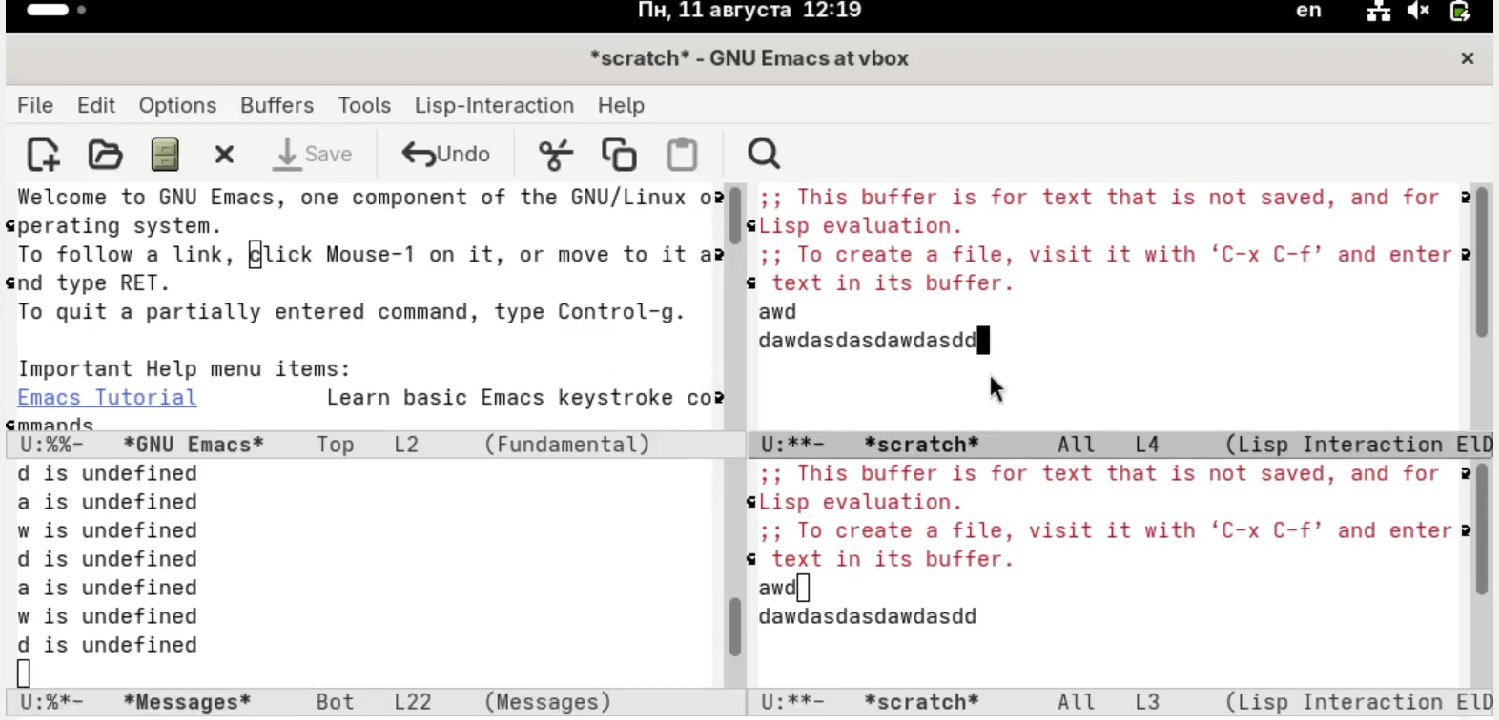 Пн, 11 августа 12:19
en
*scratch* - GNU Emacs at vbox
File Edit Options Buffers Tools Lisp-Interaction Help
Save Undo
Welcome to GNU Emacs, one component of the GNU/Linux o
perating system.
To follow a link, click Mouse-1 on it, or move to it a
nd type RET.
To quit a partially entered command, type Control-g.
Important Help menu items:
Emacs Tutorial Learn basic Emacs keystroke co
mmands
U:%%- *GNU Emacs* Top L2 (Fundamental)
;; This buffer is for text that is not saved, and for
Lisp evaluation.
;; To create a file, visit it with ‘C-x C-f’ and enter
text in its buffer.
awd
dawdasdasdawdasdd
U:**- *scratch* All L4 (Lisp Interaction ElD
d is undefined
a is undefined
w is undefined
d is undefined
a is undefined
w is undefined
d is undefined
U:%*- *Messages* Bot L22 (Messages)
;; This buffer is for text that is not saved, and for
Lisp evaluation.
;; To create a file, visit it with ‘C-x C-f’ and enter
text in its buffer.
awd
dawdasdasdawdasdd
U:**- *scratch* All L3 (Lisp Interaction ElD